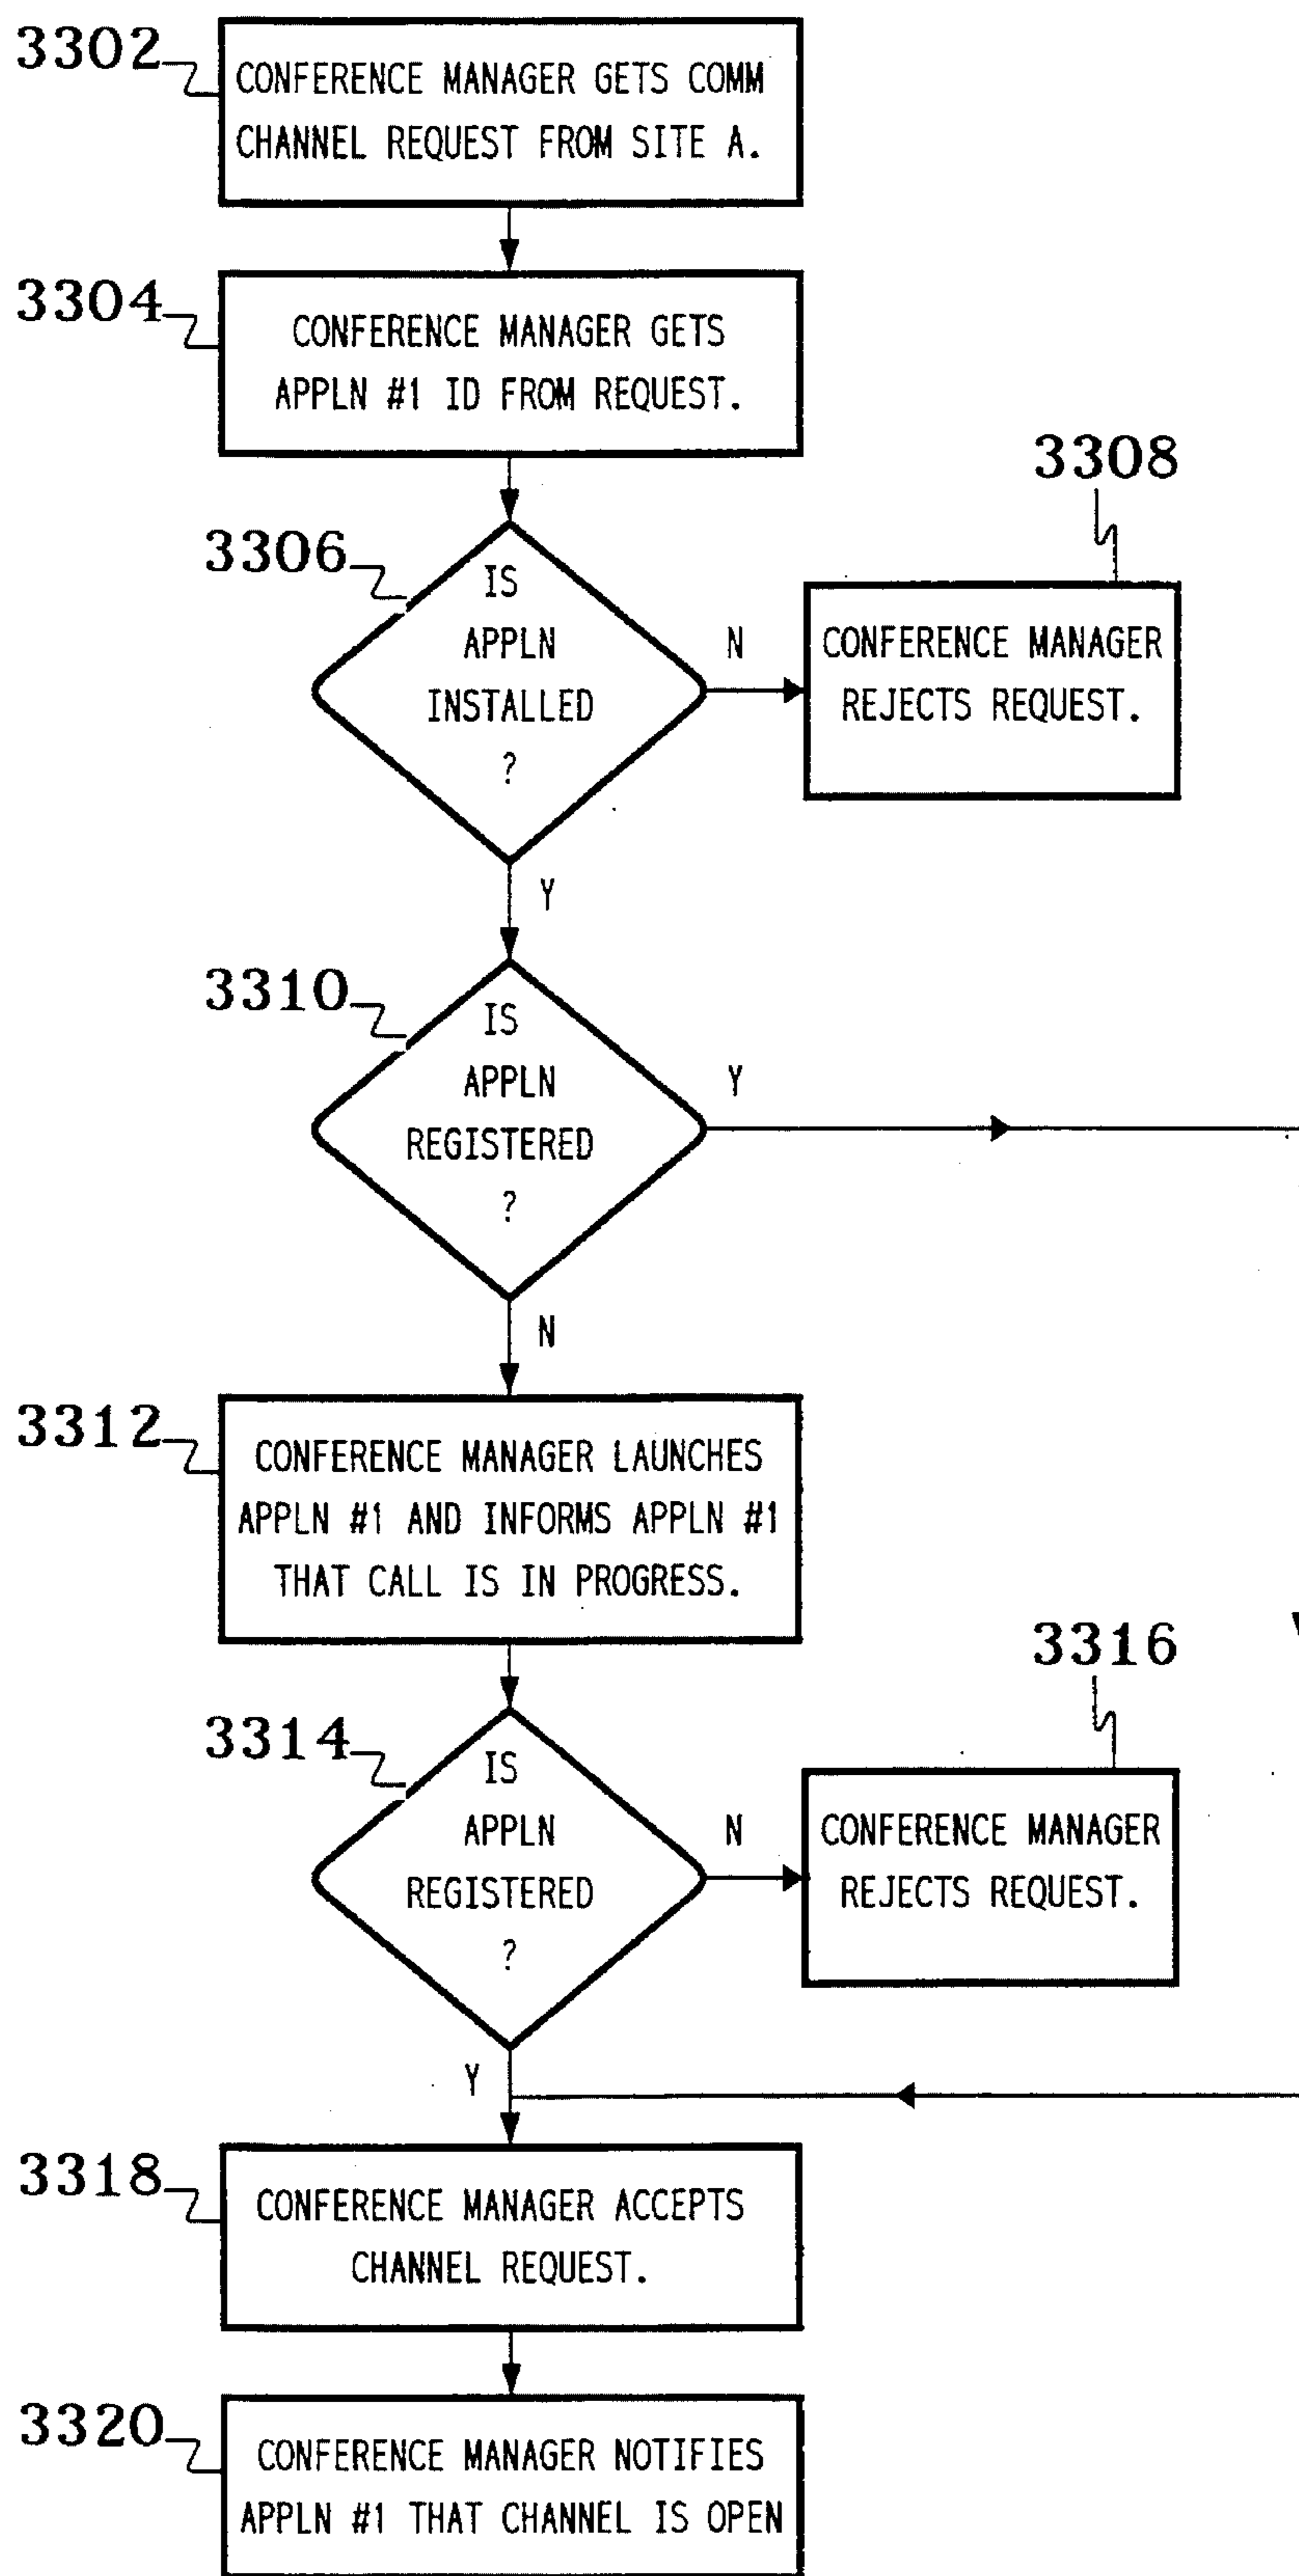 3302
CONFERENCE MANAGER GETS COMM
CHANNEL REQUEST FROM SITE A.
3304
CONFERENCE MANAGER GETS
APPLN #1 ID FROM REQUEST.
3306
IS
APPLN
INSTALLED
?
N
3308
CONFERENCE MANAGER
REJECTS REQUEST.
Y
3310
IS
APPLN
REGISTERED
?
Y
N
3312
CONFERENCE MANAGER LAUNCHES
APPLN #1 AND INFORMS APPLN #1
THAT CALL IS IN PROGRESS.
3314
IS
APPLN
REGISTERED
?
N
3316
CONFERENCE MANAGER
REJECTS REQUEST.
Y
3318
CONFERENCE MANAGER ACCEPTS
CHANNEL REQUEST.
3320
CONFERENCE MANAGER NOTIFIES
APPLN #1 THAT CHANNEL IS OPEN